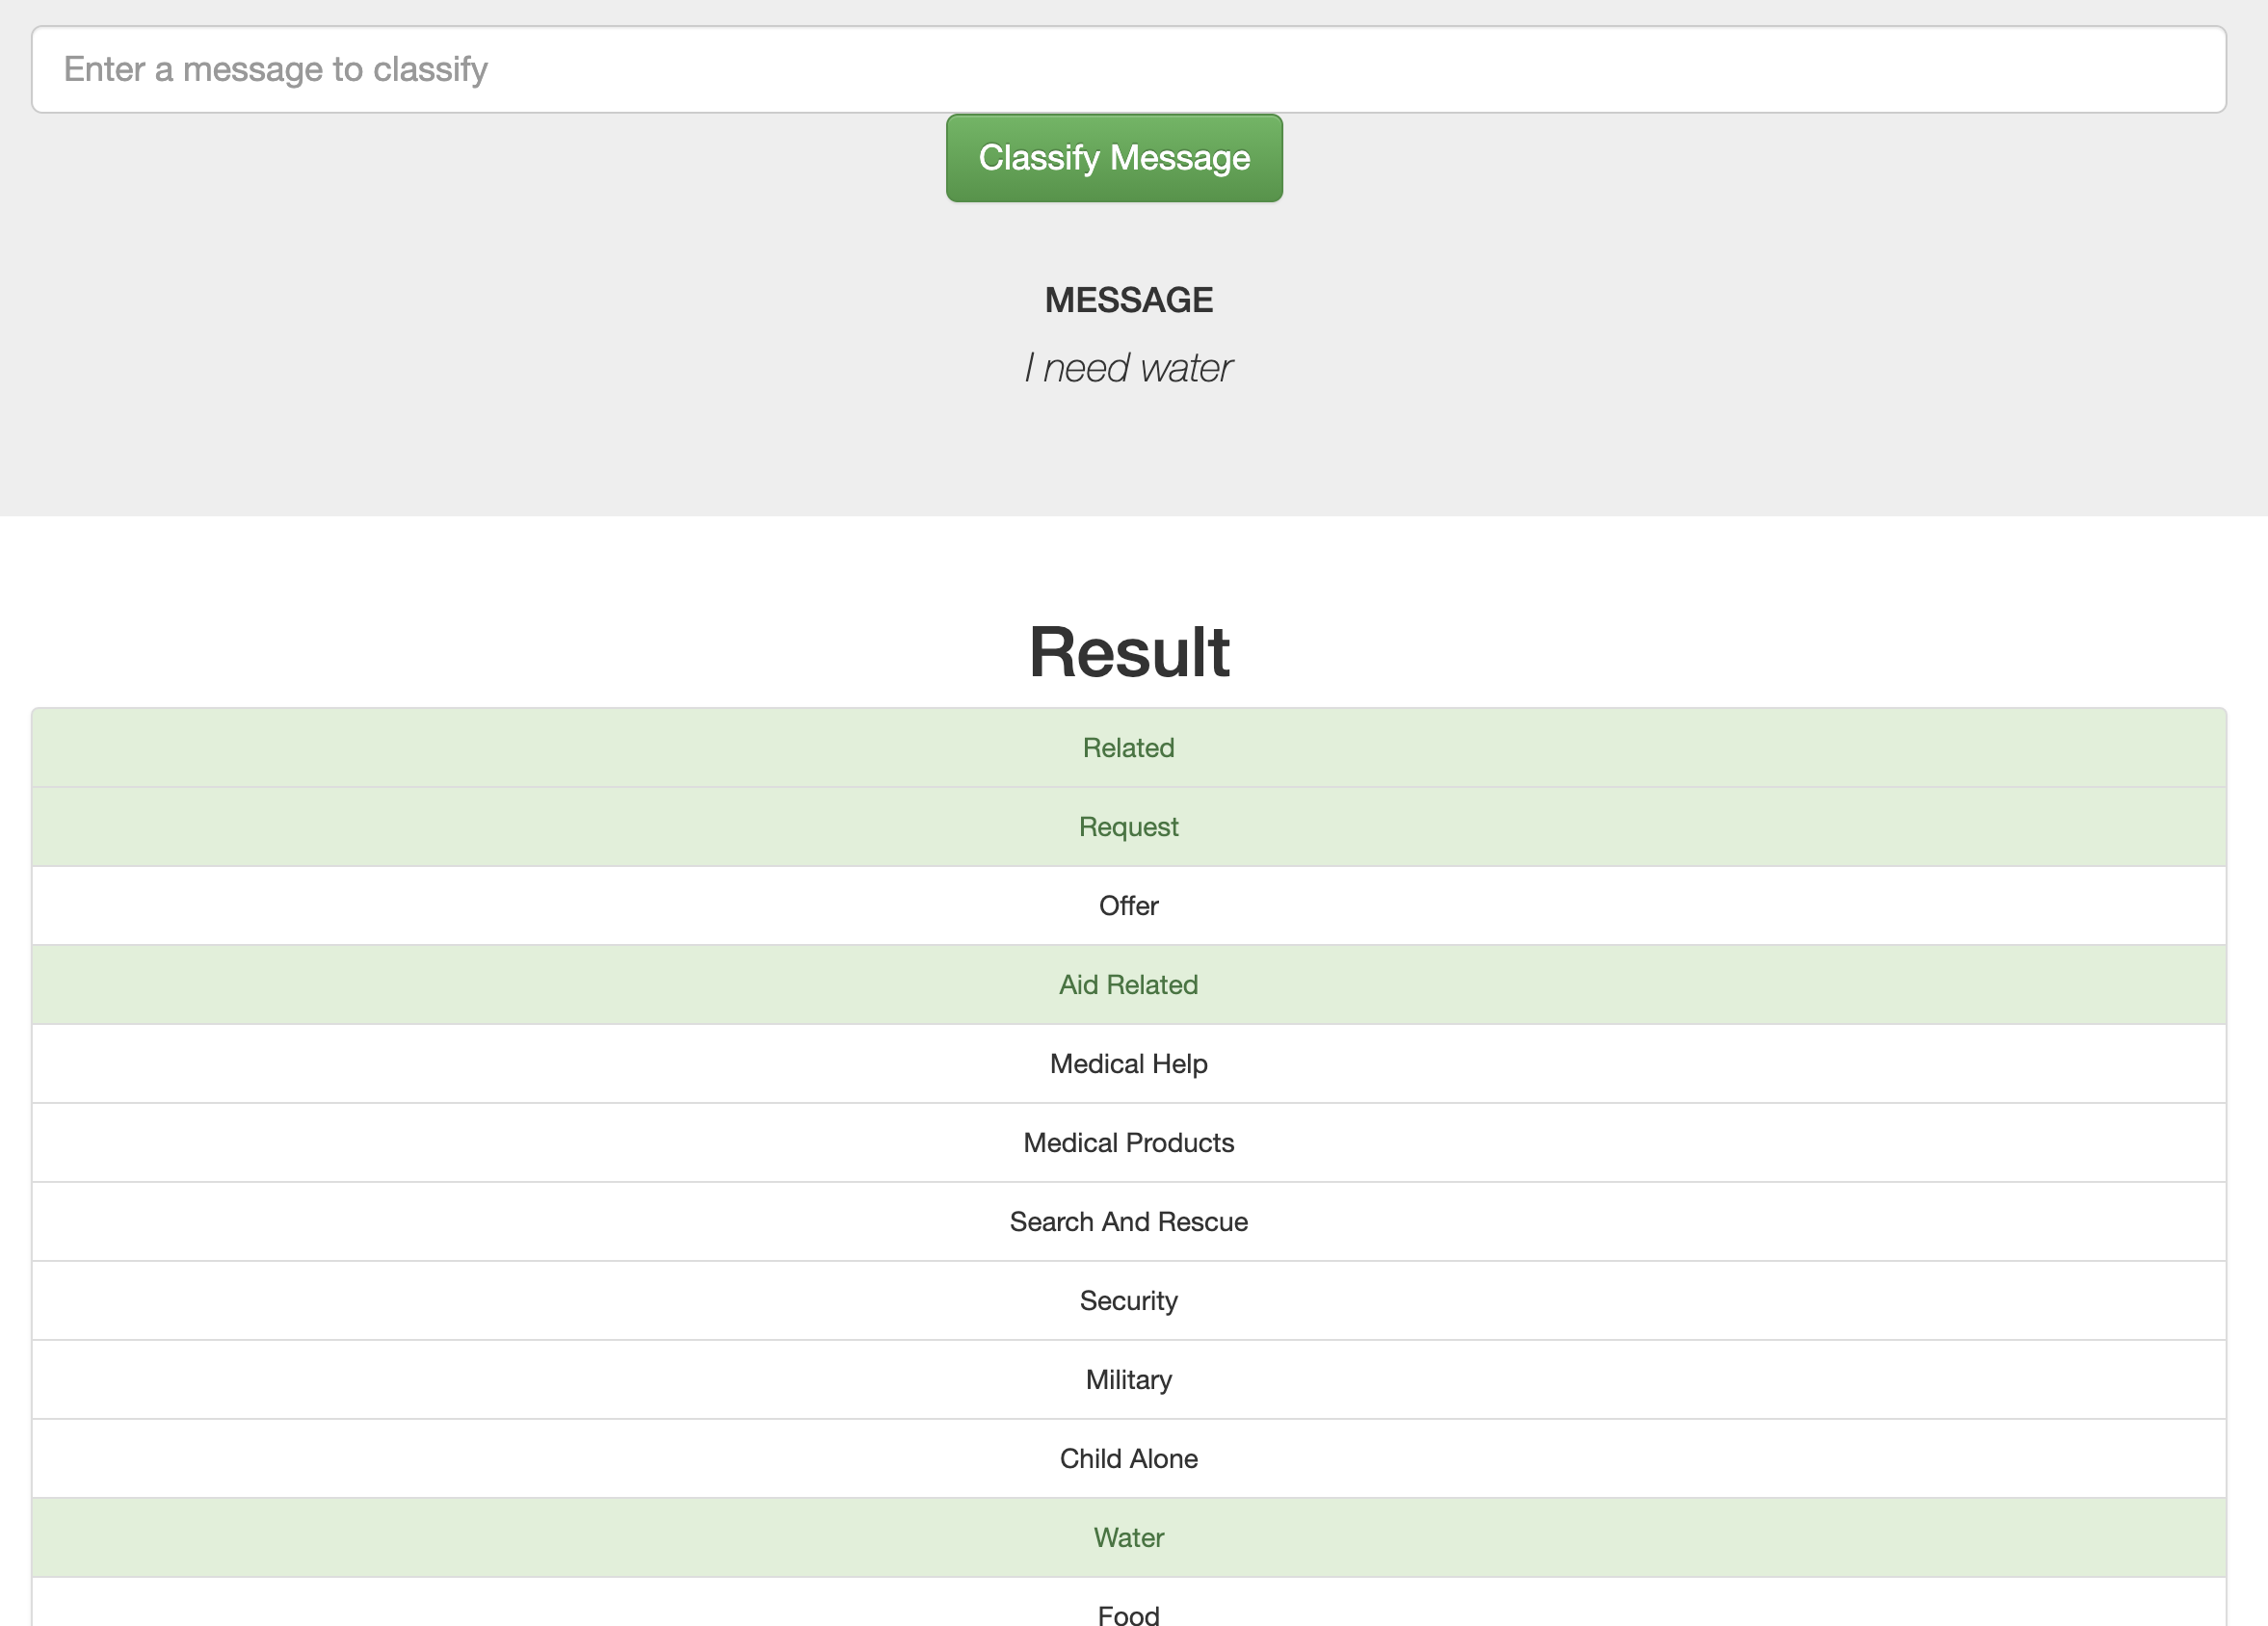 Enter a message to classify
Classify Message
MESSAGE
I need water
Result
Related
Request
Offer
Aid Related
Medical Help
Medical Products
Search And Rescue
Security
Military
Child Alone
Water
Food